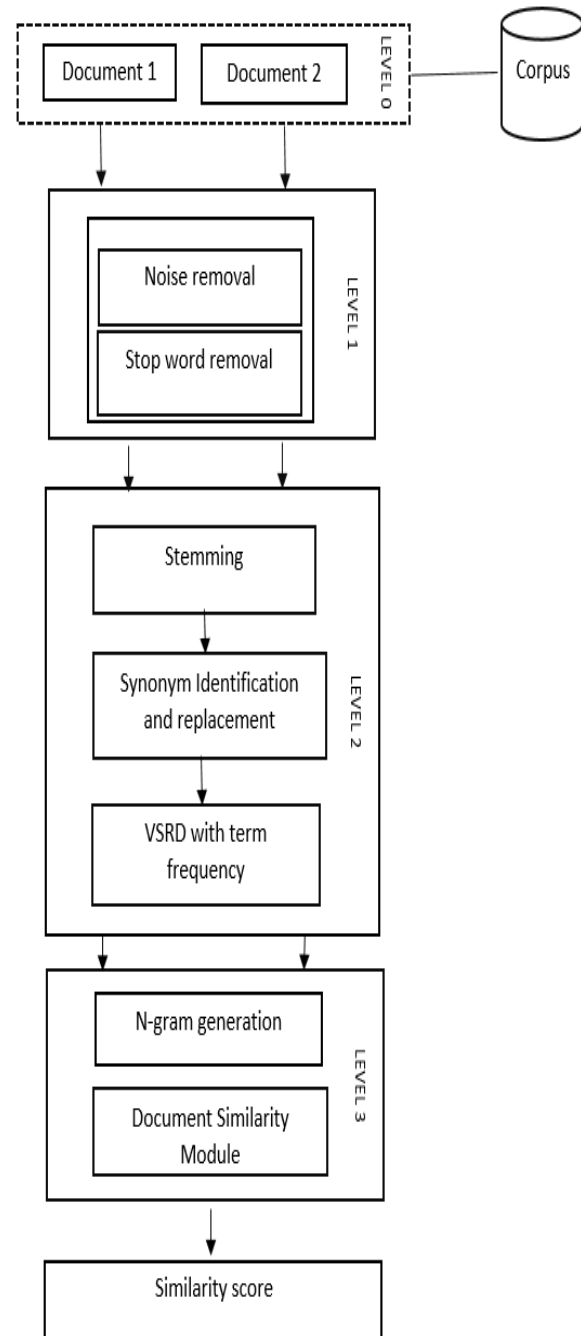 Document 1
Document 2
LEVEL 0
Corpus
Noise removal
Stop word removal
LEVEL 1
Stemming
Synonym Identification
and replacement
VSRD with term
frequency
LEVEL 2
N-gram generation
Document Similarity
Module
LEVEL 3
Similarity score